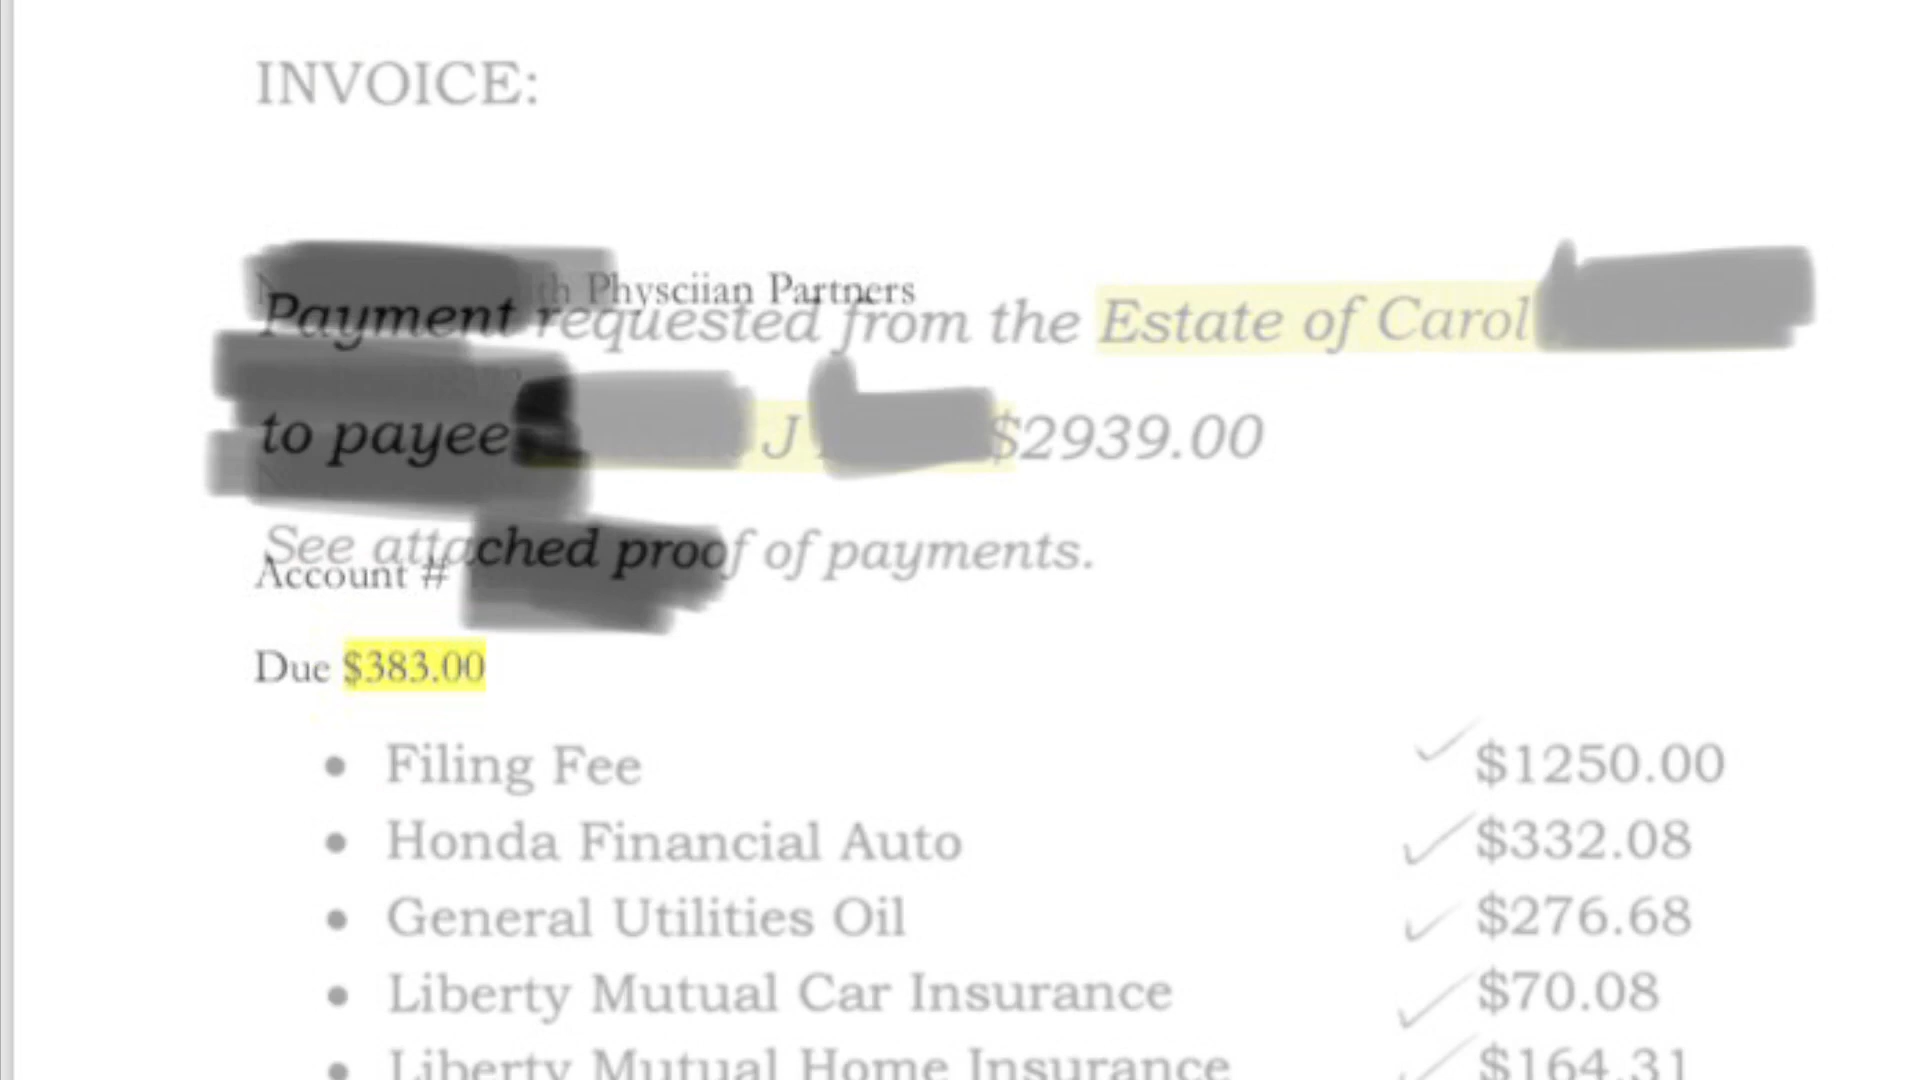 INVOICE:
Physciian Partners
Payment requested from the Estate of Carol
to payee J $2939.00
See attached proof of payments.
Account #
Due $383.00
• Filing Fee $1250.00
• Honda Financial Auto $332.08
• General Utilities Oil $276.68
• Liberty Mutual Car Insurance $70.08
• Liberty Mutual Home Insurance $164.31